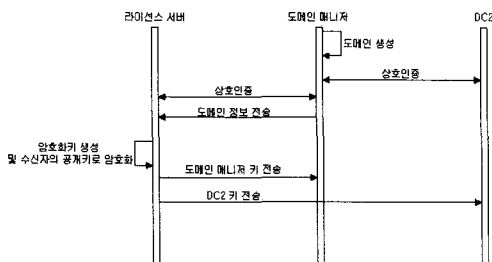 라이선스 서버
도메인 매니저
DC2
도메인 생성
상호인증
상호인증
도메인 정보 전송
암호화키 생성
및 수신자의 공개키로 암호화
도메인 매니저 키 전송
DC2 키 전송